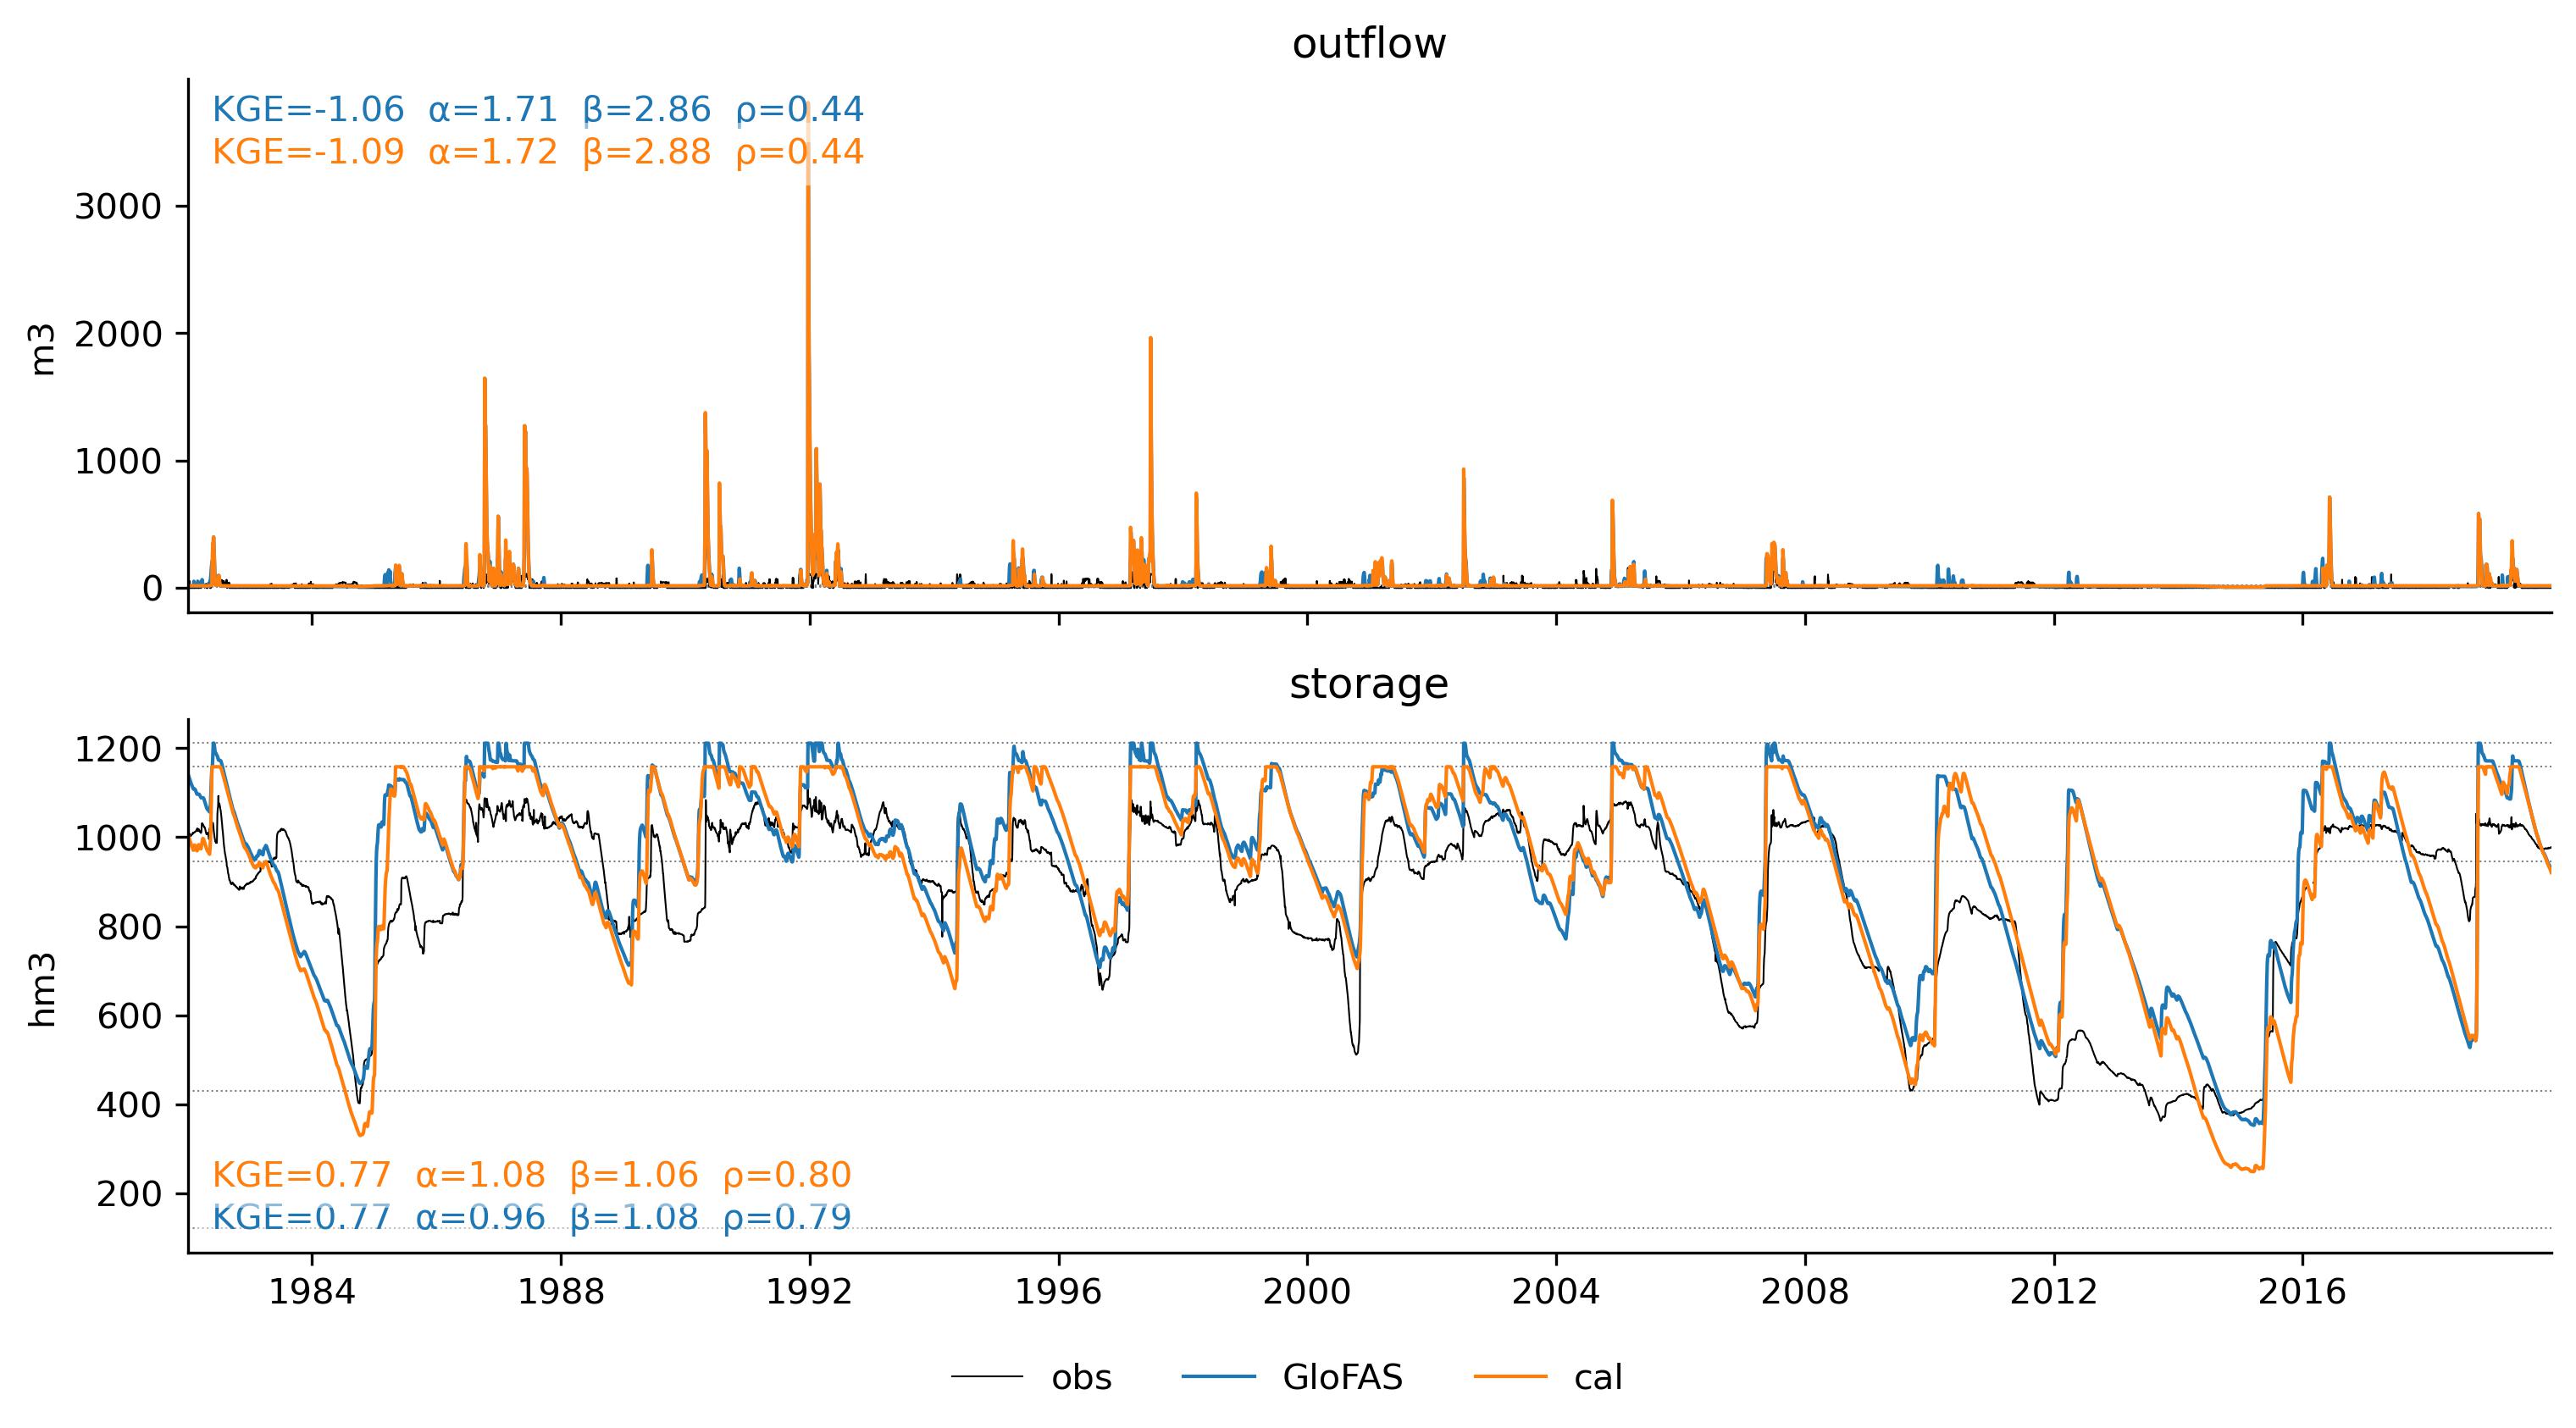 outflow
KGE=-1.06 α=1.71 β=2.86 ρ=0.44
KGE=-1.09 α=1.72 β=2.88 ρ=0.44
m3
3000
2000
1000
0
storage
hm3
1200
1000
800
600
400
200
KGE=0.77 α=1.08 β=1.06 ρ=0.80
KGE=0.77 α=0.96 β=1.08 ρ=0.79
1984 1988 1992 1996 2000 2004 2008 2012 2016
obs GloFAS cal